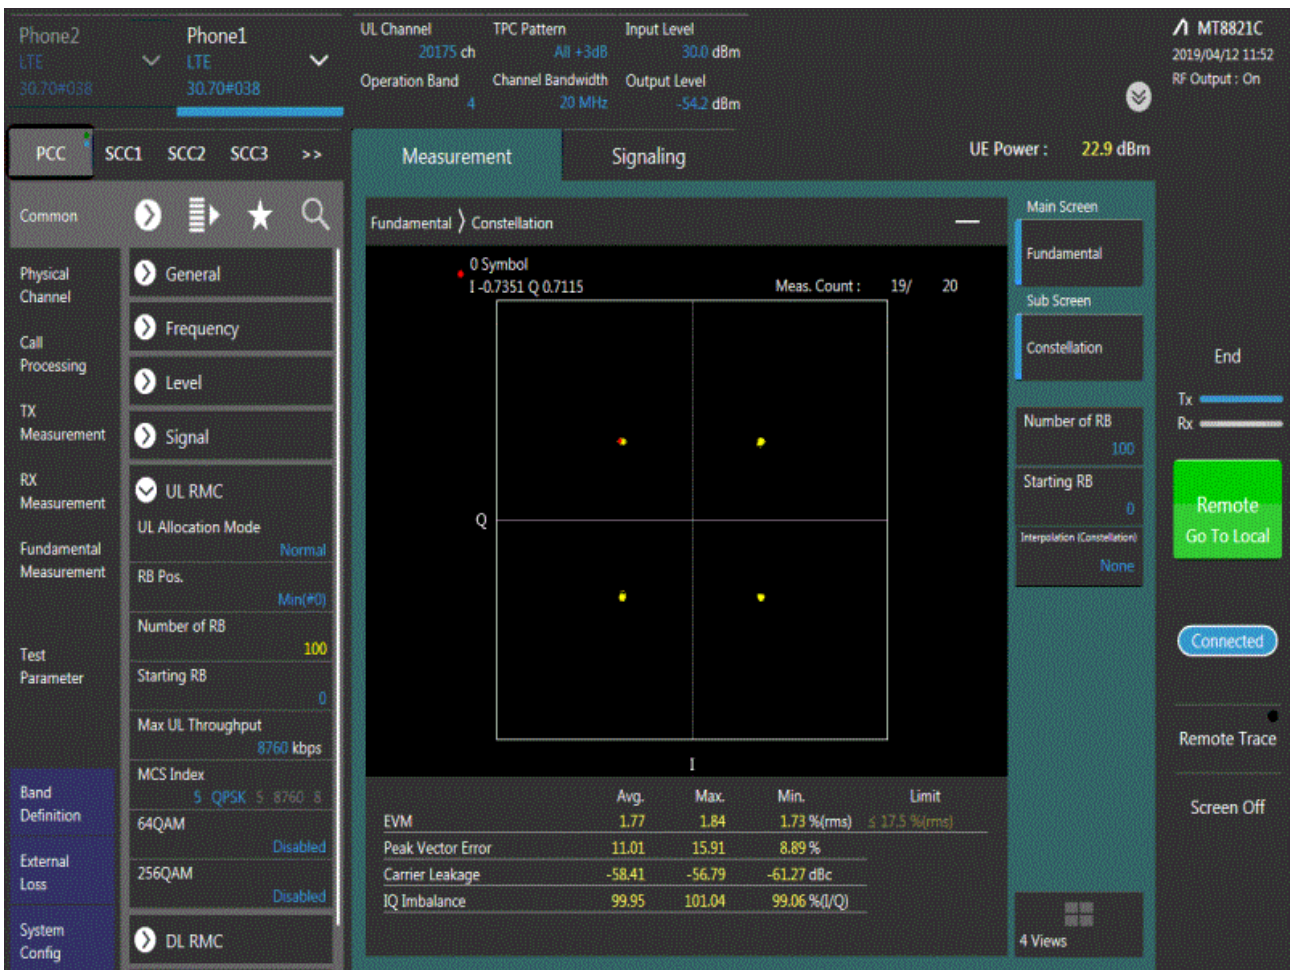 Phone2
LTE
30.70#038
Phone1
LTE
30.70#038
UL Channel
20175 ch
TPC Pattern
All +3dB
Input Level
30.0 dBm
Operation Band
4
Channel Bandwidth
20 MHz
Output Level
-54.2 dBm
MT8821C
2019/04/12 11:52
RF Output : On
PCC SCC1 SCC2 SCC3 >>
Measurement
Signaling
UE Power : 22.9 dBm
Common
Physical
Channel
Call
Processing
TX
Measurement
RX
Measurement
Fundamental
Measurement
Test
Parameter
Band
Definition
External
Loss
System
Config
General
Frequency
Level
Signal
UL RMC
UL Allocation Mode
Normal
RB Pos.
Min(#0)
Number of RB
100
Starting RB
0
Max UL Throughput
8760 kbps
MCS Index
5 QPSK 5 8760 8
64QAM
Disabled
256QAM
Disabled
DL RMC
Fundamental 〉 Constellation
0 Symbol
I -0.7351 Q 0.7115
Meas. Count : 19/ 20
Q
I
Avg. Max. Min. Limit
EVM 1.77 1.84 1.73 %(rms) ≤ 17.5 %(rms)
Peak Vector Error 11.01 15.91 8.89 %
Carrier Leakage -58.41 -56.79 -61.27 dBc
IQ Imbalance 99.95 101.04 99.06 %(I/Q)
Main Screen
Fundamental
Sub Screen
Constellation
Number of RB
100
Starting RB
0
Interpolation (Constellation)
None
4 Views
End
Tx
Rx
Remote
Go To Local
Connected
Remote Trace
Screen Off